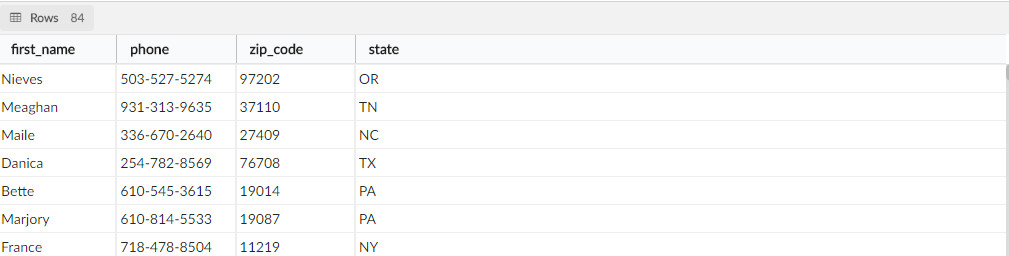 Rows 84
first_name phone zip_code state
Nieves 503-527-5274 97202 OR
Meaghan 931-313-9635 37110 TN
Maile 336-670-2640 27409 NC
Danica 254-782-8569 76708 TX
Bette 610-545-3615 19014 PA
Marjory 610-814-5533 19087 PA
France 718-478-8504 11219 NY